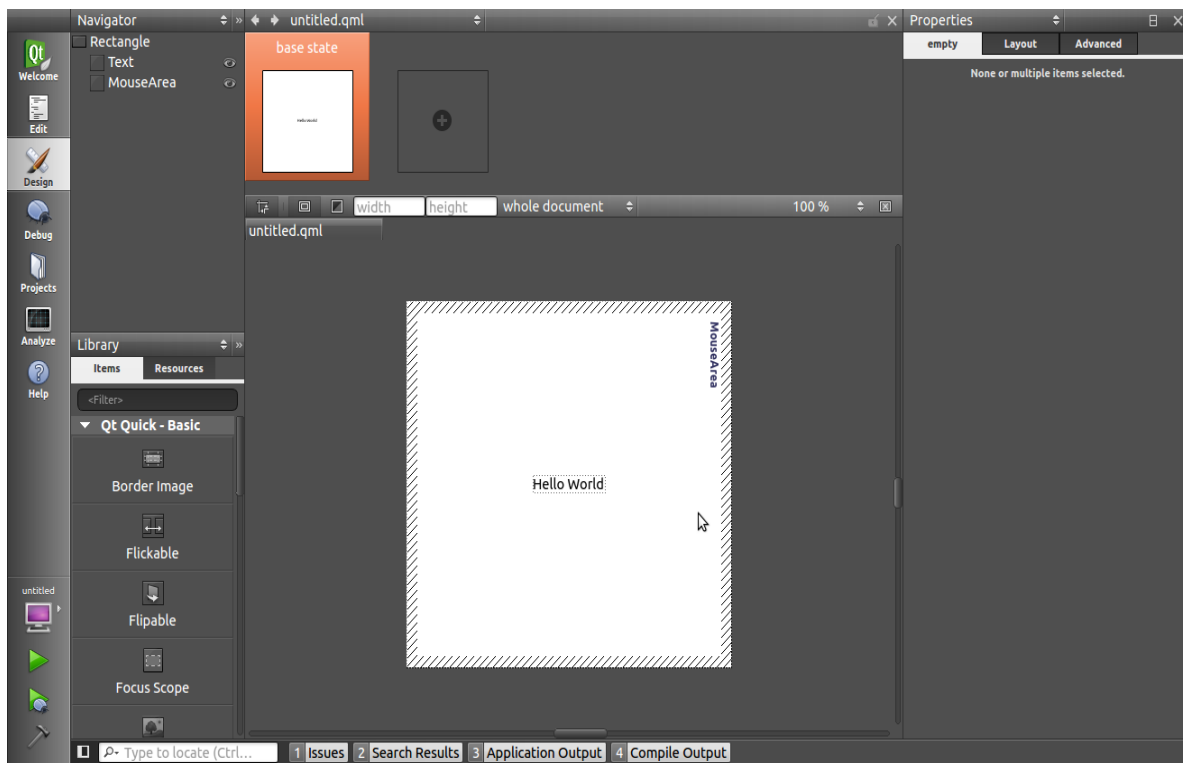 Navigator
» untitled.qml
Properties
Rectangle
Text
MouseArea
base state
Hello World
empty Layout Advanced
None or multiple items selected.
Qt
Welcome
Edit
Design
Debug
Projects
Analyze
Help
width height whole document 100 %
untitled.qml
MouseArea
Hello World
Library »
Items Resources
<Filter>
Qt Quick - Basic
Border Image
Flickable
Flipable
Focus Scope
untitled
Type to locate (Ctrl...
1 Issues 2 Search Results 3 Application Output 4 Compile Output